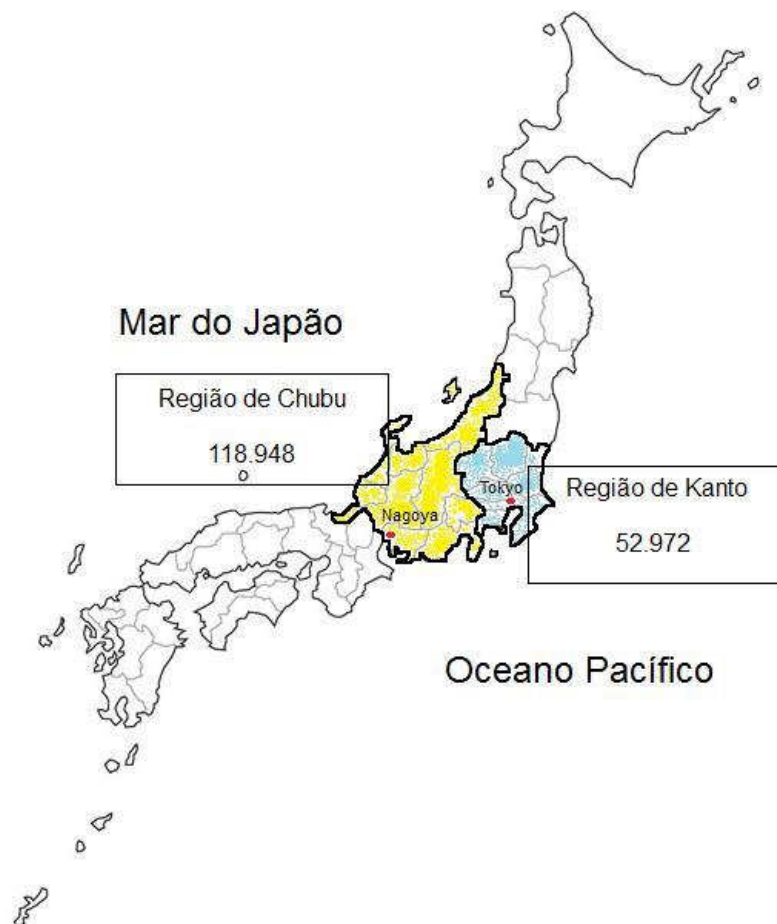 Mar do Japão
Região de Chubu
118.948
Tokyo
Região de Kanto
Nagoya
52.972
Oceano Pacífico